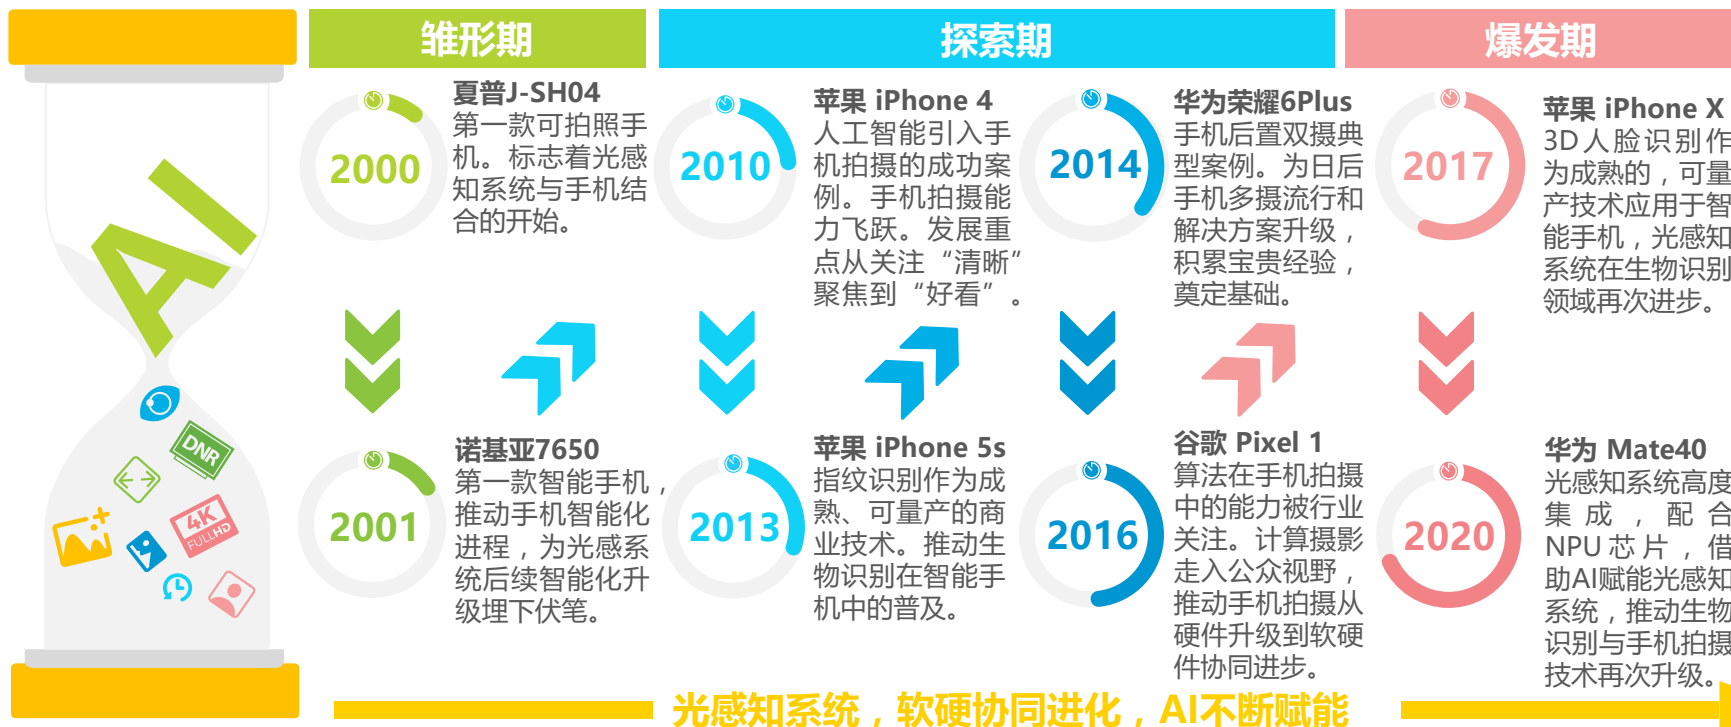 雏形期
探索期
爆发期
AI
DNR
4K
FULLHD
2000
夏普J-SH04
第一款可拍照手
机。标志着光感
知系统与手机结
合的开始。
2001
诺基亚7650
第一款智能手机，
推动手机智能化
进程，为光感系
统后续智能化升
级埋下伏笔。
2010
苹果 iPhone 4
人工智能引入手
机拍摄的成功案
例。手机拍摄能
力飞跃。发展重
点从关注“清晰”
聚焦到“好看”。
2013
苹果 iPhone 5s
指纹识别作为成
熟、可量产的商
业技术。推动生
物识别在智能手
机中的普及。
2014
华为荣耀6Plus
手机后置双摄典
型案例。为日后
手机多摄流行和
解决方案升级，
积累宝贵经验，
奠定基础。
2016
谷歌 Pixel 1
算法在手机拍摄
中的能力被行业
关注。计算摄影
走入公众视野，
推动手机拍摄从
硬件升级到软硬
件协同进步。
2017
苹果 iPhone X
3D人脸识别作
为成熟的，可量
产技术应用于智
能手机，光感知
系统在生物识别
领域再次进步。
2020
华为 Mate40
光感知系统高度
集成，配合
NPU芯片，借
助AI赋能光感知
系统，推动生物
识别与手机拍摄
技术再次升级。
光感知系统，软硬协同进化，AI不断赋能